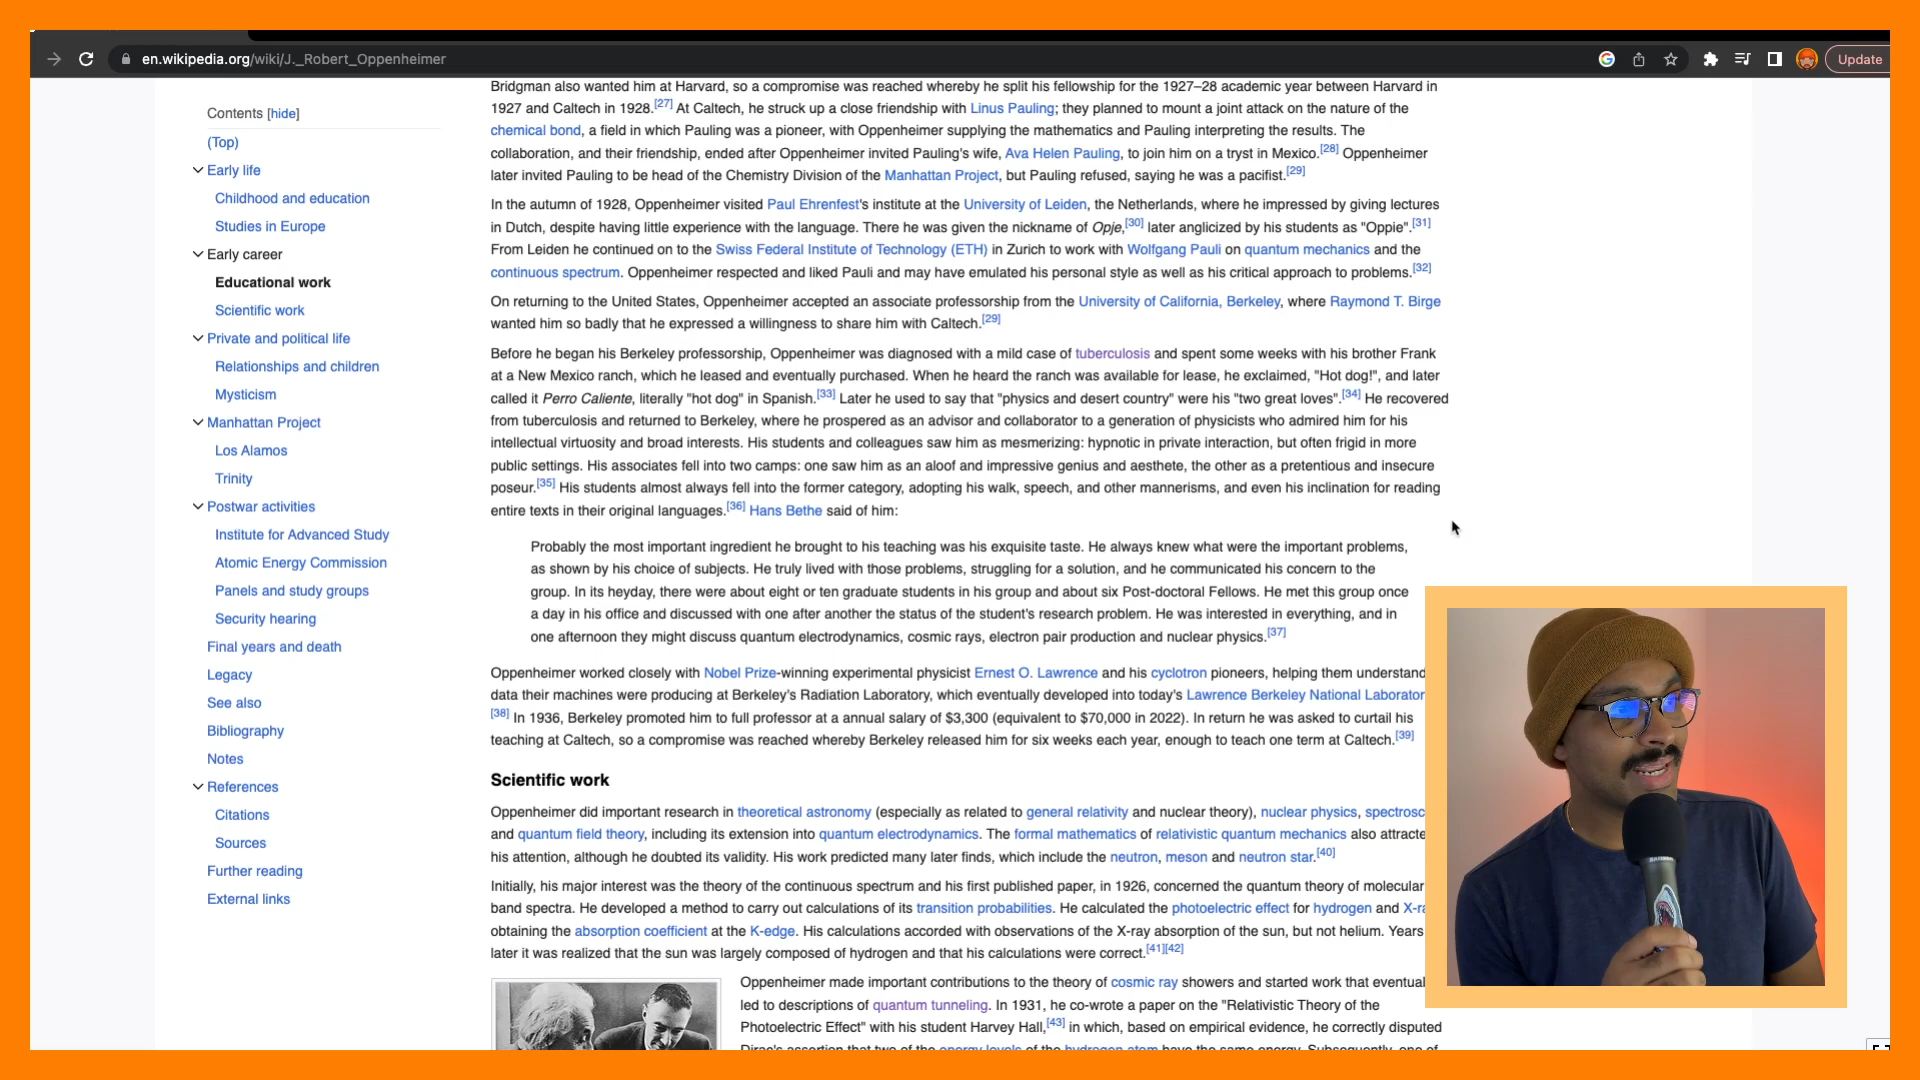 en.wikipedia.org/wiki/J._Robert_Oppenheimer
Update
Contents [hide]
(Top)
Early life
Childhood and education
Studies in Europe
Early career
Educational work
Scientific work
Private and political life
Relationships and children
Mysticism
Manhattan Project
Los Alamos
Trinity
Postwar activities
Institute for Advanced Study
Atomic Energy Commission
Panels and study groups
Security hearing
Final years and death
Legacy
See also
Bibliography
Notes
References
Citations
Sources
Further reading
External links
Bridgman also wanted him at Harvard, so a compromise was reached whereby he split his fellowship for the 1927–28 academic year between Harvard in
1927 and Caltech in 1928.[27] At Caltech, he struck up a close friendship with Linus Pauling; they planned to mount a joint attack on the nature of the
chemical bond, a field in which Pauling was a pioneer, with Oppenheimer supplying the mathematics and Pauling interpreting the results. The
collaboration, and their friendship, ended after Oppenheimer invited Pauling's wife, Ava Helen Pauling, to join him on a tryst in Mexico.[28] Oppenheimer
later invited Pauling to be head of the Chemistry Division of the Manhattan Project, but Pauling refused, saying he was a pacifist.[29]
In the autumn of 1928, Oppenheimer visited Paul Ehrenfest's institute at the University of Leiden, the Netherlands, where he impressed by giving lectures
in Dutch, despite having little experience with the language. There he was given the nickname of Opje,[30] later anglicized by his students as "Oppie".[31]
From Leiden he continued on to the Swiss Federal Institute of Technology (ETH) in Zurich to work with Wolfgang Pauli on quantum mechanics and the
continuous spectrum. Oppenheimer respected and liked Pauli and may have emulated his personal style as well as his critical approach to problems.[32]
On returning to the United States, Oppenheimer accepted an associate professorship from the University of California, Berkeley, where Raymond T. Birge
wanted him so badly that he expressed a willingness to share him with Caltech.[29]
Before he began his Berkeley professorship, Oppenheimer was diagnosed with a mild case of tuberculosis and spent some weeks with his brother Frank
at a New Mexico ranch, which he leased and eventually purchased. When he heard the ranch was available for lease, he exclaimed, "Hot dog!", and later
called it Perro Caliente, literally "hot dog" in Spanish.[33] Later he used to say that "physics and desert country" were his "two great loves".[34] He recovered
from tuberculosis and returned to Berkeley, where he prospered as an advisor and collaborator to a generation of physicists who admired him for his
intellectual virtuosity and broad interests. His students and colleagues saw him as mesmerizing: hypnotic in private interaction, but often frigid in more
public settings. His associates fell into two camps: one saw him as an aloof and impressive genius and aesthete, the other as a pretentious and insecure
poseur.[35] His students almost always fell into the former category, adopting his walk, speech, and other mannerisms, and even his inclination for reading
entire texts in their original languages.[36] Hans Bethe said of him:
Probably the most important ingredient he brought to his teaching was his exquisite taste. He always knew what were the important problems,
as shown by his choice of subjects. He truly lived with those problems, struggling for a solution, and he communicated his concern to the
group. In its heyday, there were about eight or ten graduate students in his group and about six Post-doctoral Fellows. He met this group once
a day in his office and discussed with one after another the status of the student's research problem. He was interested in everything, and in
one afternoon they might discuss quantum electrodynamics, cosmic rays, electron pair production and nuclear physics.[37]
Oppenheimer worked closely with Nobel Prize-winning experimental physicist Ernest O. Lawrence and his cyclotron pioneers, helping them understand
data their machines were producing at Berkeley's Radiation Laboratory, which eventually developed into today's Lawrence Berkeley National Laborator
[38] In 1936, Berkeley promoted him to full professor at a annual salary of $3,300 (equivalent to $70,000 in 2022). In return he was asked to curtail his
teaching at Caltech, so a compromise was reached whereby Berkeley released him for six weeks each year, enough to teach one term at Caltech.[39]
Scientific work
Oppenheimer did important research in theoretical astronomy (especially as related to general relativity and nuclear theory), nuclear physics, spectrosc
and quantum field theory, including its extension into quantum electrodynamics. The formal mathematics of relativistic quantum mechanics also attracte
his attention, although he doubted its validity. His work predicted many later finds, which include the neutron, meson and neutron star.[40]
Initially, his major interest was the theory of the continuous spectrum and his first published paper, in 1926, concerned the quantum theory of molecular
band spectra. He developed a method to carry out calculations of its transition probabilities. He calculated the photoelectric effect for hydrogen and X-ra
obtaining the absorption coefficient at the K-edge. His calculations accorded with observations of the X-ray absorption of the sun, but not helium. Years
later it was realized that the sun was largely composed of hydrogen and that his calculations were correct.[41][42]
Oppenheimer made important contributions to the theory of cosmic ray showers and started work that eventual
led to descriptions of quantum tunneling. In 1931, he co-wrote a paper on the "Relativistic Theory of the
Photoelectric Effect" with his student Harvey Hall,[43] in which, based on empirical evidence, he correctly disputed
Dirac's assertion that two of the energy levels of the hydrogen atom have the same energy. Subsequently, one of